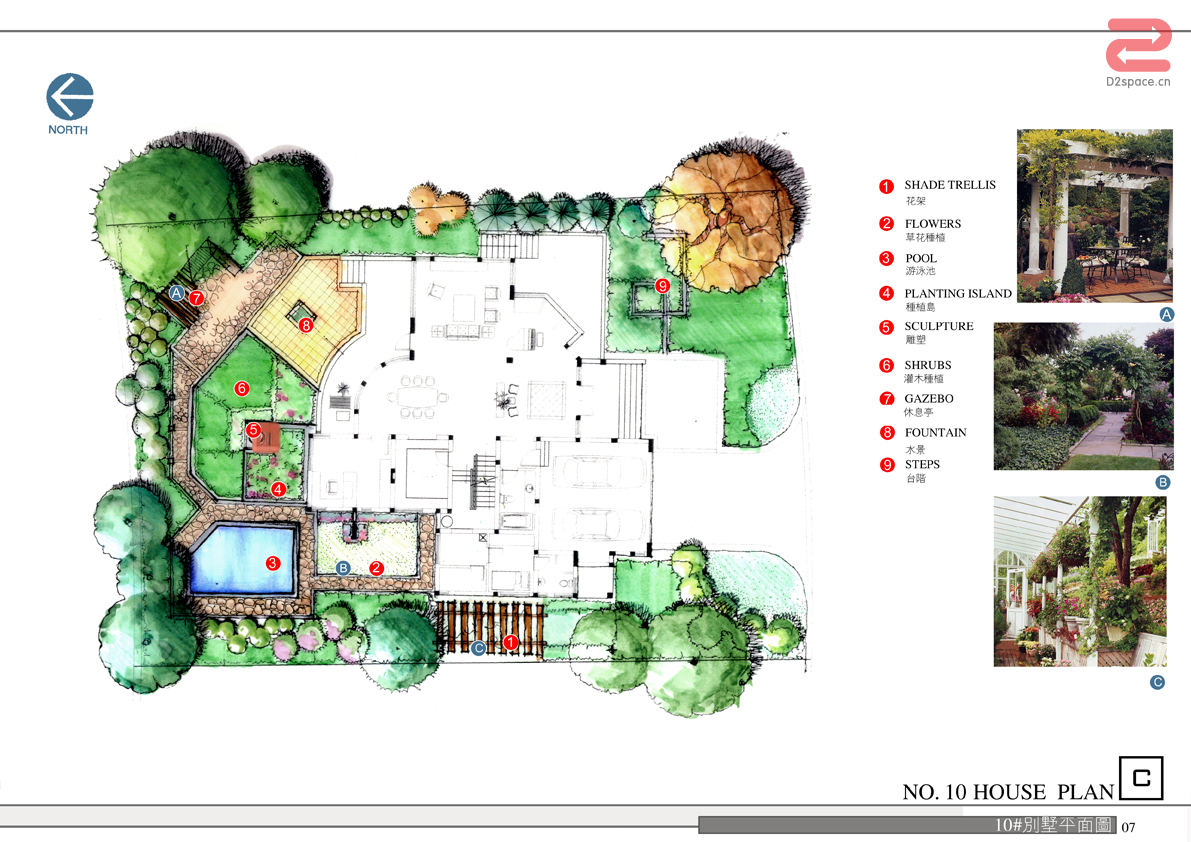 D2space.cn
NORTH
1 SHADE TRELLIS
花架
2 FLOWERS
草花種植
3 POOL
游泳池
4 PLANTING ISLAND
種植島
5 SCULPTURE
雕塑
6 SHRUBS
灌木種植
7 GAZEBO
休息亭
8 FOUNTAIN
水景
9 STEPS
台階
A
B
C
A
7
8
9
6
5
4
3
B
2
C
1
NO. 10 HOUSE PLAN C
10#別墅平面圖 07